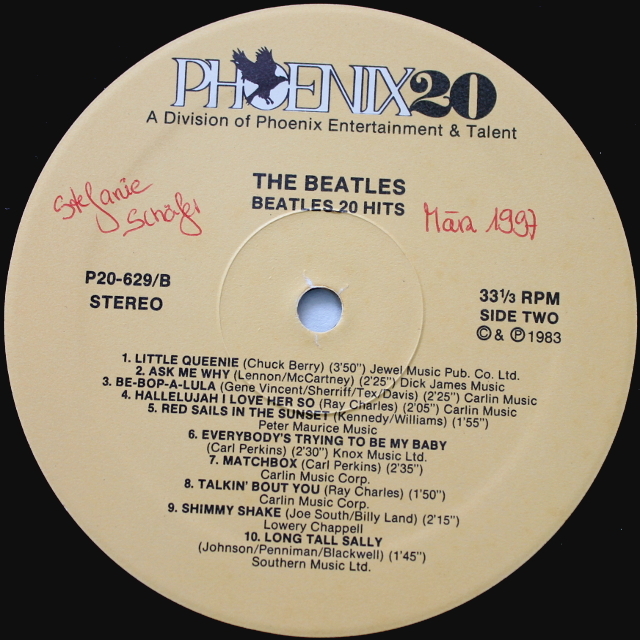 PHOENIX20
A Division of Phoenix Entertainment & Talent
THE BEATLES
BEATLES 20 HITS
Stefanie
Schäfer
März 1997
P20-629/B
STEREO
33⅓ RPM
SIDE TWO
© & ℗ 1983
1. LITTLE QUEENIE (Chuck Berry) (3'50") Jewel Music Pub. Co. Ltd.
2. ASK ME WHY (Lennon/McCartney) (2'25") Dick James Music
3. BE-BOP-A-LULA (Gene Vincent/Sherriff/Tex/Davis) (2'25") Carlin Music
4. HALLELUJAH I LOVE HER SO (Ray Charles) (2'05") Carlin Music
5. RED SAILS IN THE SUNSET (Kennedy/Williams) (1'55")
Peter Maurice Music
6. EVERYBODY'S TRYING TO BE MY BABY
(Carl Perkins) (2'30") Knox Music Ltd.
7. MATCHBOX (Carl Perkins) (2'35")
Carlin Music Corp.
8. TALKIN' BOUT YOU (Ray Charles) (1'50")
Carlin Music Corp.
9. SHIMMY SHAKE (Joe South/Billy Land) (2'15")
Lowery Chappell
10. LONG TALL SALLY
(Johnson/Penniman/Blackwell) (1'45")
Southern Music Ltd.